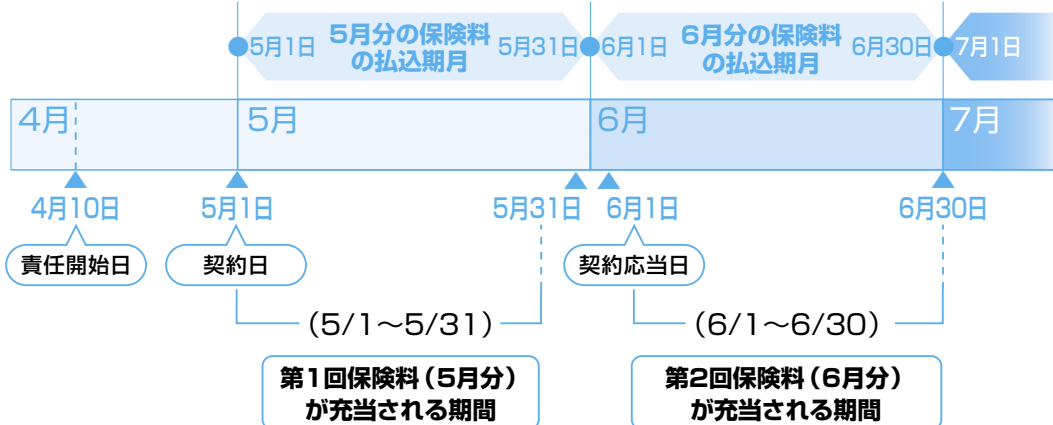 5月1日 5月分の保険料 5月31日 6月1日 6月分の保険料 6月30日 7月1日
の払込期月 の払込期月
4月 5月 6月 7月
4月10日 5月1日 5月31日 6月1日 6月30日
責任開始日 契約日 契約応当日
(5/1〜5/31) (6/1〜6/30)
第1回保険料(5月分) 第2回保険料(6月分)
が充当される期間 が充当される期間